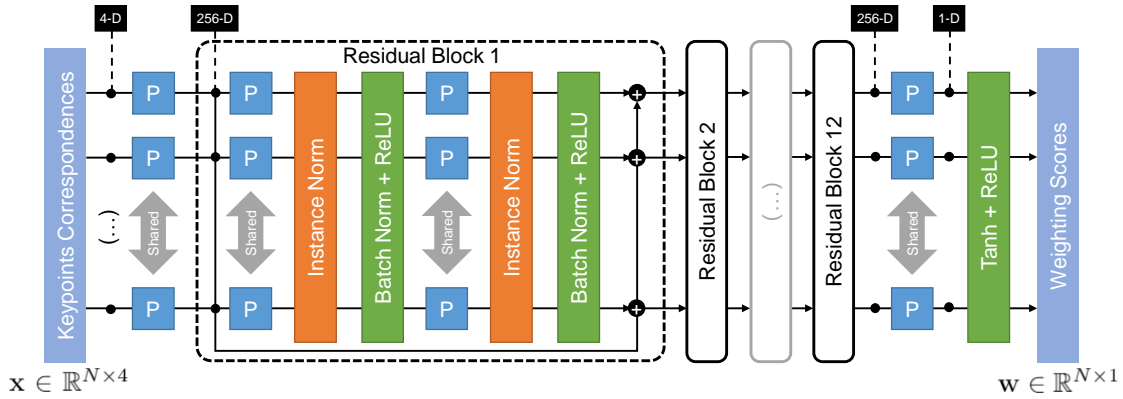 4-D
256-D
256-D
1-D
Residual Block 1
Keypoints Correspondences
P
P
(...)
Shared
P
P
P
Shared
P
Instance Norm
Batch Norm + ReLU
P
P
Shared
P
Instance Norm
Batch Norm + ReLU
+
+
+
Residual Block 2
(...)
Residual Block 12
P
P
Shared
P
Tanh + ReLU
Weighting Scores
x ∈ ℝ^{N×4}
w ∈ ℝ^{N×1}